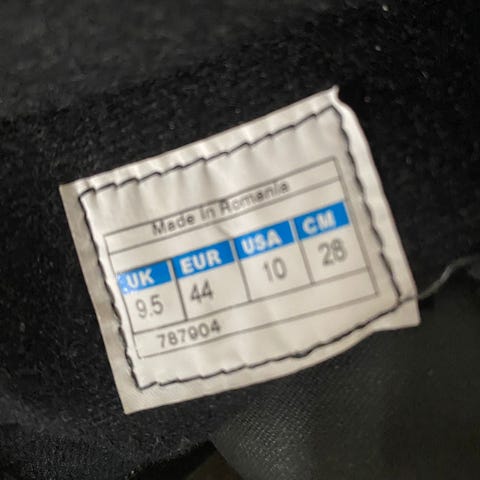 Made in Romania
UK EUR USA CM
9.5 44 10 28
787904